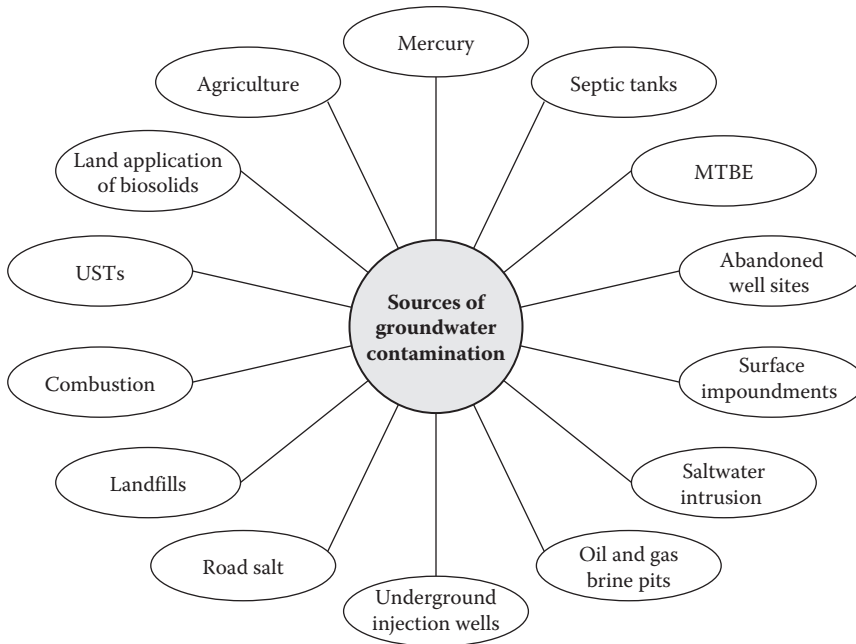 Mercury
Agriculture
Septic tanks
Land application
of biosolids
MTBE
USTs
Abandoned
well sites
Sources of
groundwater
contamination
Combustion
Surface
impoundments
Landfills
Saltwater
intrusion
Road salt
Oil and gas
brine pits
Underground
injection wells